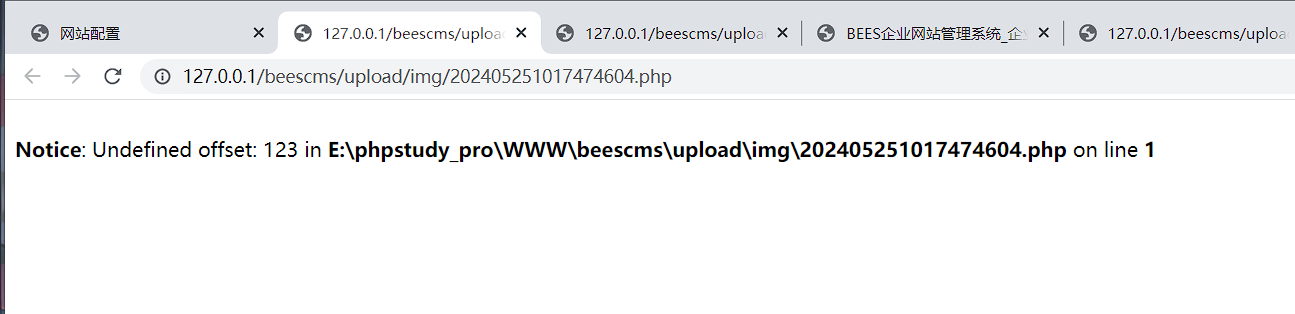 网站配置
127.0.0.1/beescms/uploa
127.0.0.1/beescms/uploa
BEES企业网站管理系统_企
127.0.0.1/beescms/uploa
127.0.0.1/beescms/upload/img/202405251017474604.php
Notice: Undefined offset: 123 in E:\phpstudy_pro\WWW\beescms\upload\img\202405251017474604.php on line 1